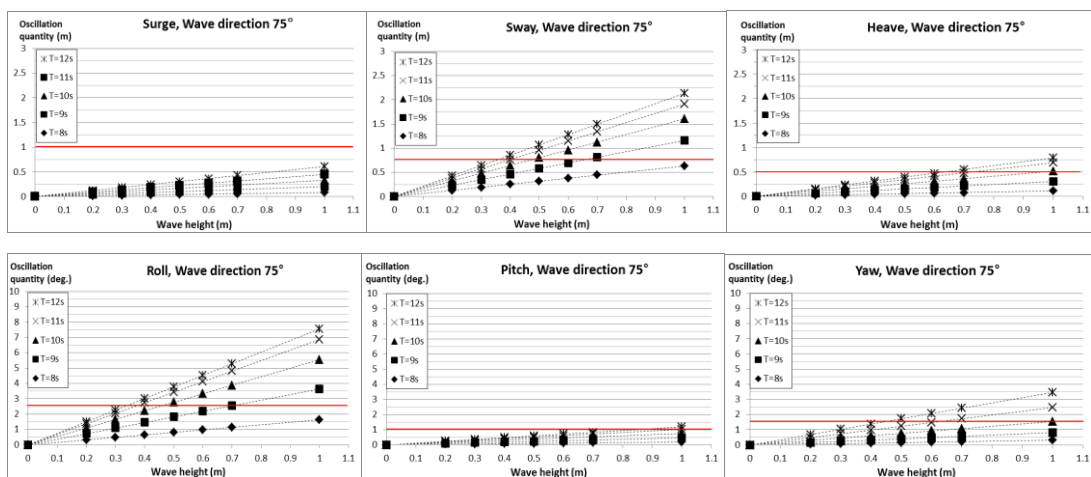 Oscillation
quantity (m)
Surge, Wave direction 75°
3
2.5
2
1.5
1
0.5
0
T=12s
T=11s
T=10s
T=9s
T=8s
0 0.1 0.2 0.3 0.4 0.5 0.6 0.7 0.8 0.9 1 1.1
Wave height (m)
Oscillation
quantity (m)
Sway, Wave direction 75°
3
2.5
2
1.5
1
0.5
0
T=12s
T=11s
T=10s
T=9s
T=8s
0 0.1 0.2 0.3 0.4 0.5 0.6 0.7 0.8 0.9 1 1.1
Wave height (m)
Oscillation
quantity (m)
Heave, Wave direction 75°
3
2.5
2
1.5
1
0.5
0
T=12s
T=11s
T=10s
T=9s
T=8s
0 0.1 0.2 0.3 0.4 0.5 0.6 0.7 0.8 0.9 1 1.1
Wave height (m)
Oscillation
quantity (deg.)
Roll, Wave direction 75°
10
9
8
7
6
5
4
3
2
1
0
T=12s
T=11s
T=10s
T=9s
T=8s
0 0.1 0.2 0.3 0.4 0.5 0.6 0.7 0.8 0.9 1 1.1
Wave height (m)
Oscillation
quantity (deg.)
Pitch, Wave direction 75°
10
9
8
7
6
5
4
3
2
1
0
T=12s
T=11s
T=10s
T=9s
T=8s
0 0.1 0.2 0.3 0.4 0.5 0.6 0.7 0.8 0.9 1 1.1
Wave height (m)
Oscillation
quantity (deg.)
Yaw, Wave direction 75°
10
9
8
7
6
5
4
3
2
1
0
T=12s
T=11s
T=10s
T=9s
T=8s
0 0.1 0.2 0.3 0.4 0.5 0.6 0.7 0.8 0.9 1 1.1
Wave height (m)